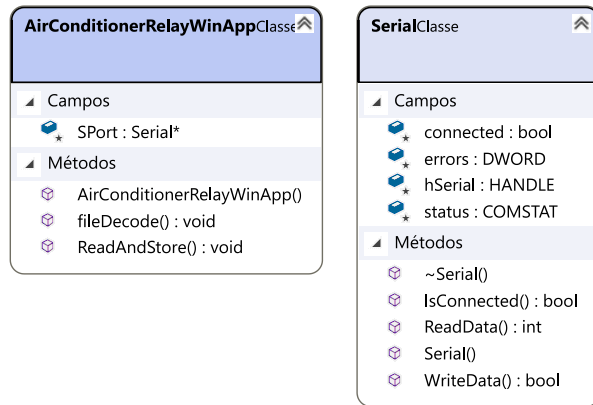 AirConditionerRelayWinAppClasse
Campos
SPort : Serial*
Métodos
AirConditionerRelayWinApp()
fileDecode() : void
ReadAndStore() : void
SerialClasse
Campos
connected : bool
errors : DWORD
hSerial : HANDLE
status : COMSTAT
Métodos
~Serial()
IsConnected() : bool
ReadData() : int
Serial()
WriteData() : bool